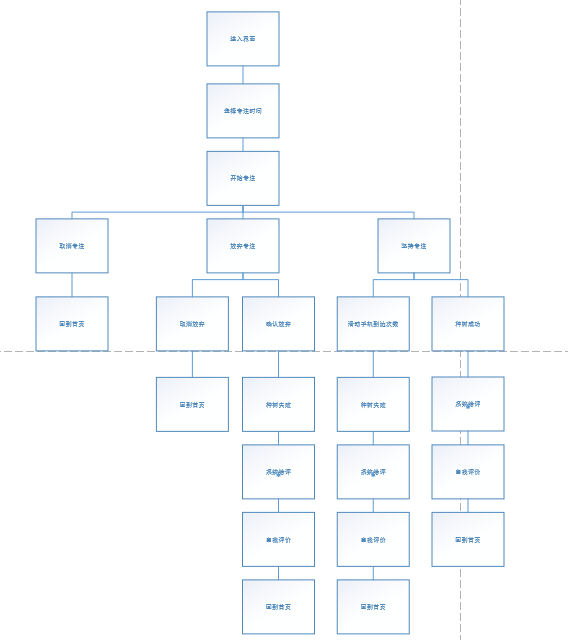 进入页面
选择专注时间
开始专注
取消专注
放弃专注
坚持专注
回到首页
取消放弃
确认放弃
滑动手机到达次数
种树成功
回到首页
种树失败
种树失败
系统
评
系统
评
自我评价
系统
评
自我评价
自我评价
回到首页
回到首页
回到首页